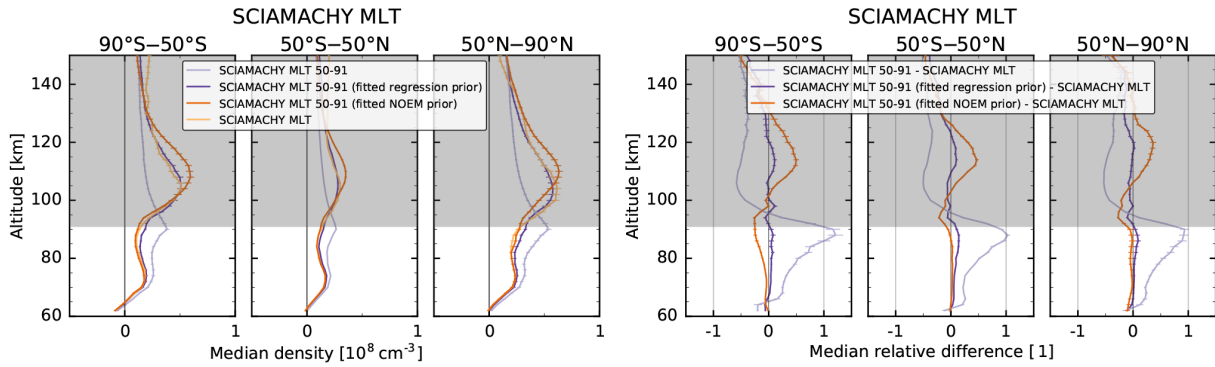 SCIAMACHY MLT
90°S−50°S 50°S−50°N 50°N−90°N
SCIAMACHY MLT 50-91
SCIAMACHY MLT 50-91 (fitted regression prior)
SCIAMACHY MLT 50-91 (fitted NOEM prior)
SCIAMACHY MLT
Altitude [km]
140
120
100
80
60
0 1 0 1 0 1
Median density [10⁸ cm⁻³]
SCIAMACHY MLT
90°S−50°S 50°S−50°N 50°N−90°N
SCIAMACHY MLT 50-91 - SCIAMACHY MLT
SCIAMACHY MLT 50-91 (fitted regression prior) - SCIAMACHY MLT
SCIAMACHY MLT 50-91 (fitted NOEM prior) - SCIAMACHY MLT
Altitude [km]
140
120
100
80
60
-1 0 1 -1 0 1 -1 0 1
Median relative difference [1]